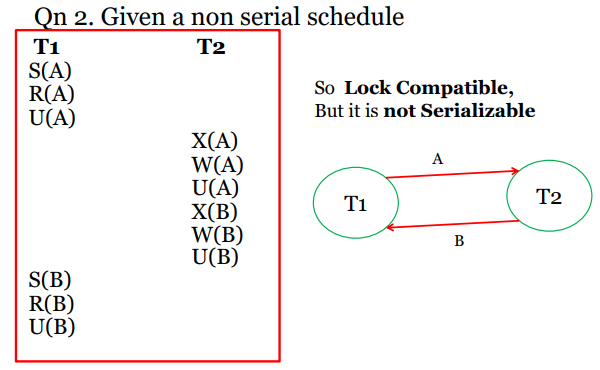 Qn 2. Given a non serial schedule
T1 T2
S(A)
R(A)
U(A)
X(A)
W(A)
U(A)
X(B)
W(B)
U(B)
S(B)
R(B)
U(B)
So Lock Compatible,
But it is not Serializable
A
T1 T2
B